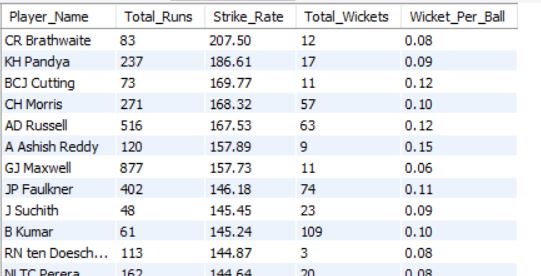 Player_Name Total_Runs Strike_Rate Total_Wickets Wicket_Per_Ball
CR Brathwaite 83 207.50 12 0.08
KH Pandya 237 186.61 17 0.09
BCJ Cutting 73 169.77 11 0.12
CH Morris 271 168.32 57 0.10
AD Russell 516 167.53 63 0.12
A Ashish Reddy 120 157.89 9 0.15
GJ Maxwell 877 157.73 11 0.06
JP Faulkner 402 146.18 74 0.11
J Suchith 48 145.45 23 0.09
B Kumar 61 145.24 109 0.10
RN ten Doesch... 113 144.87 3 0.08
NLTC Perera 162 144.64 20 0.08